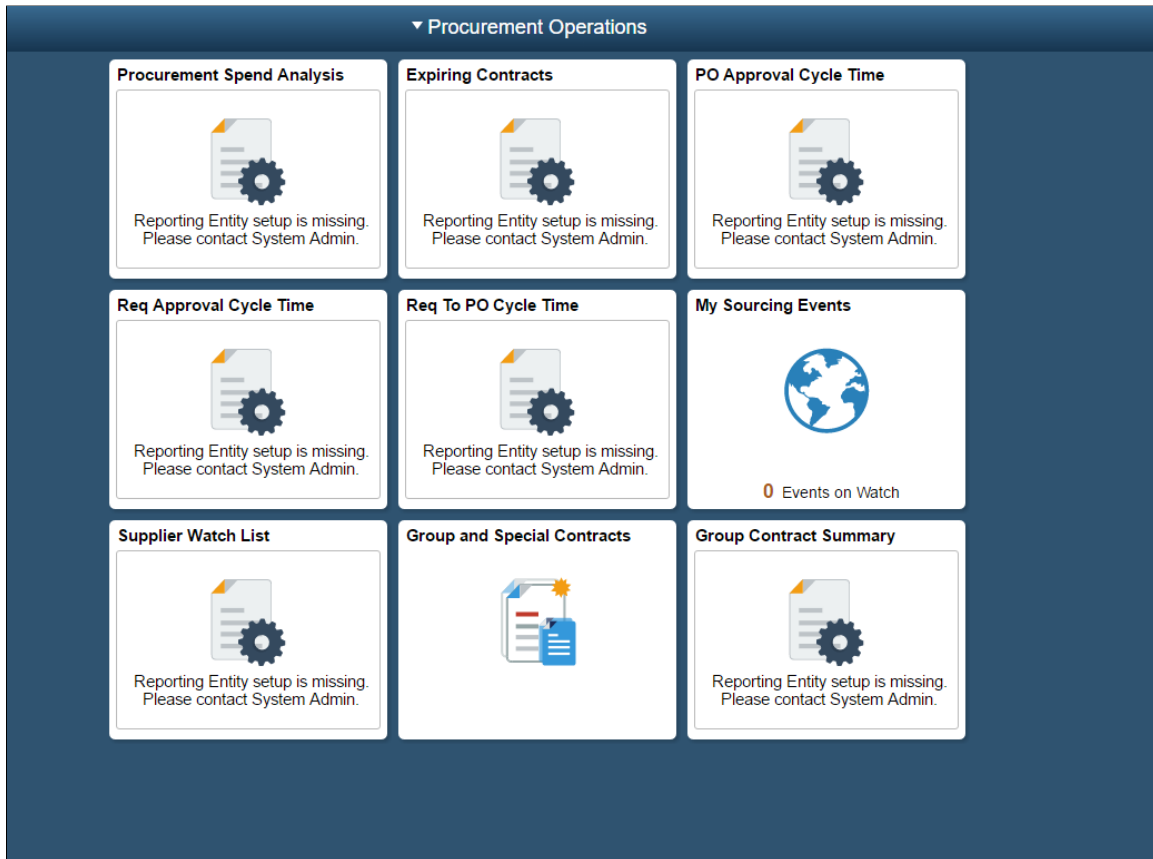 Procurement Operations
Procurement Spend Analysis
Reporting Entity setup is missing.
Please contact System Admin.
Expiring Contracts
Reporting Entity setup is missing.
Please contact System Admin.
PO Approval Cycle Time
Reporting Entity setup is missing.
Please contact System Admin.
Req Approval Cycle Time
Reporting Entity setup is missing.
Please contact System Admin.
Req To PO Cycle Time
Reporting Entity setup is missing.
Please contact System Admin.
My Sourcing Events
0 Events on Watch
Supplier Watch List
Reporting Entity setup is missing.
Please contact System Admin.
Group and Special Contracts
Group Contract Summary
Reporting Entity setup is missing.
Please contact System Admin.